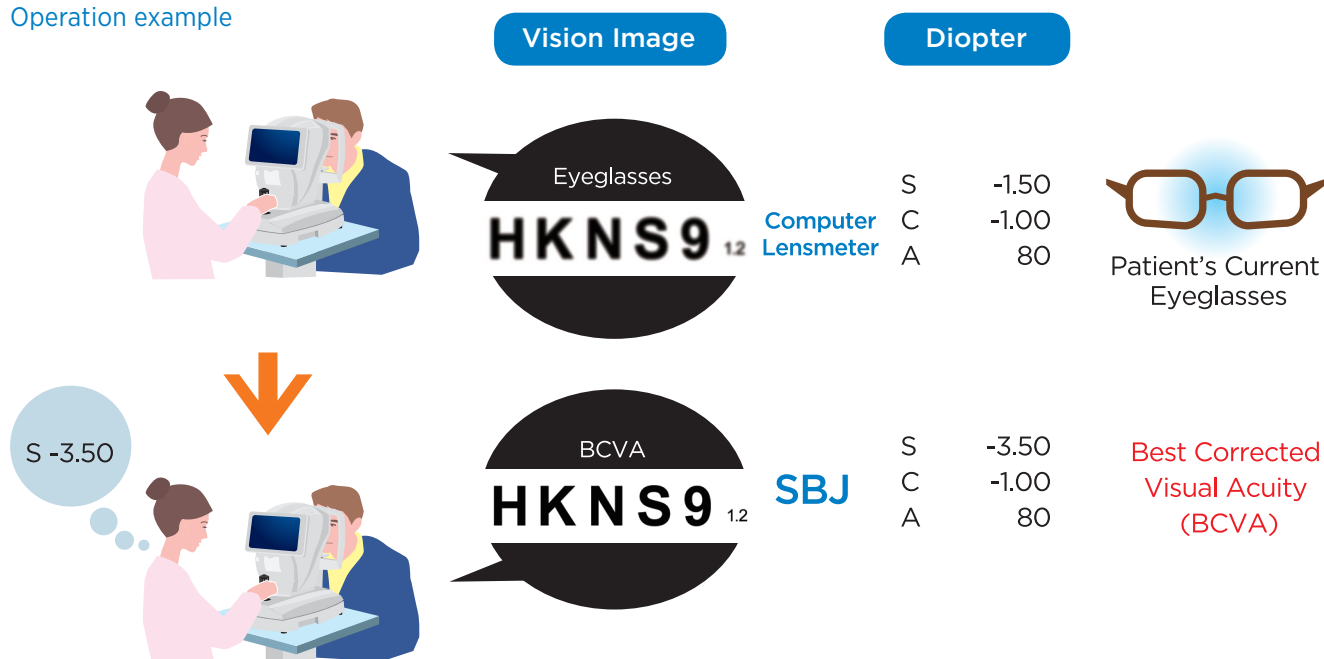 Operation example
Vision Image
Diopter
Eyeglasses
HKNS9 1.2
Computer
Lensmeter
S -1.50
C -1.00
A 80
Patient's Current
Eyeglasses
S -3.50
BCVA
HKNS9 1.2
SBJ
S -3.50
C -1.00
A 80
Best Corrected
Visual Acuity
(BCVA)